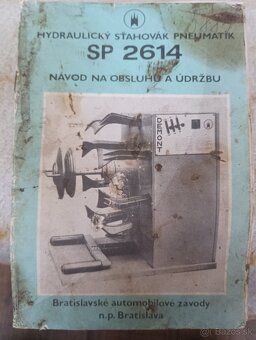 HYDRAULICKÝ SŤAHOVÁK PNEUMATÍK
SP 2614
NÁVOD NA OBSLUHU A ÚDRŽBU
DEMONT
Bratislavské automobilové závody
n.p. Bratislava